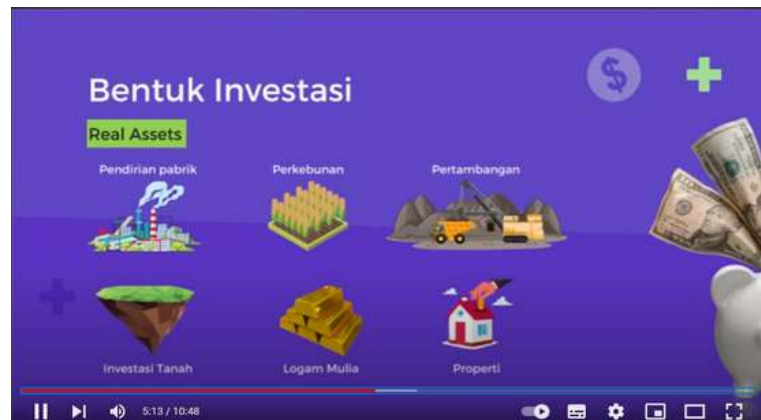 Bentuk Investasi
Real Assets
Pendirian pabrik
Perkebunan
Pertambangan
Investasi Tanah
Logam Mulia
Properti
5:13 / 10:48